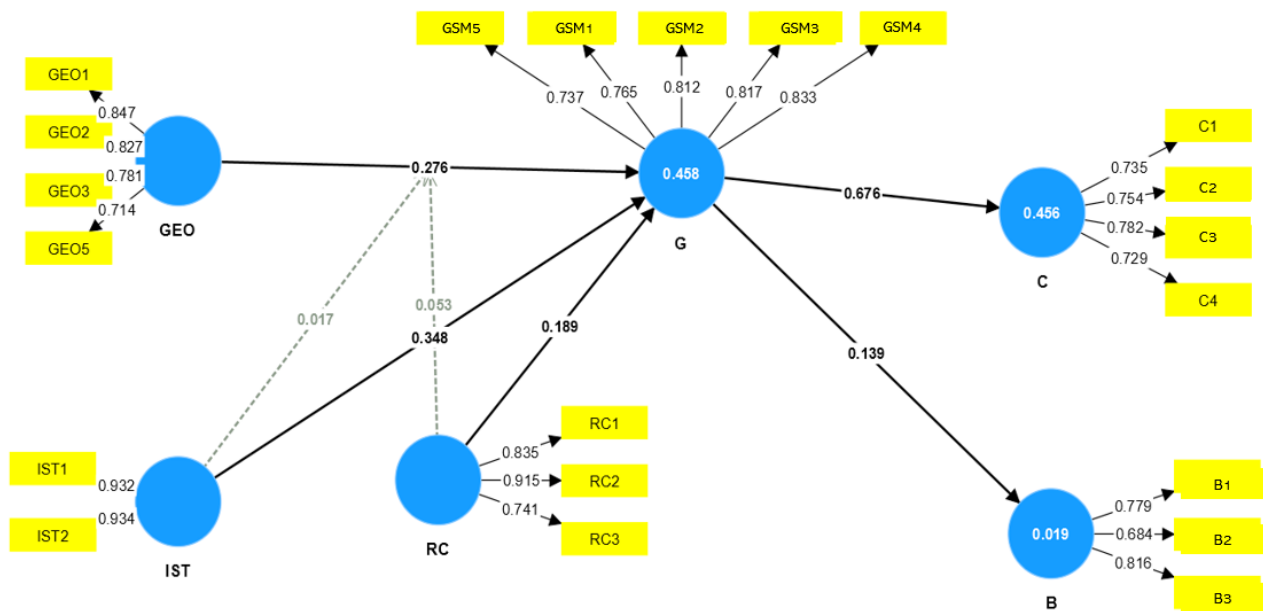 GSM5
GSM1
GSM2
GSM3
GSM4
0.737
0.765
0.812
0.817
0.833
GEO1
GEO2
GEO3
GEO5
0.847
0.827
0.781
0.714
GEO
0.276
0.458
G
0.676
0.456
C
C1
C2
C3
C4
0.735
0.754
0.782
0.729
0.017
0.053
0.348
0.189
0.139
IST1
IST2
0.932
0.934
IST
RC
0.835
0.915
0.741
RC1
RC2
RC3
0.019
B
0.779
0.684
0.816
B1
B2
B3